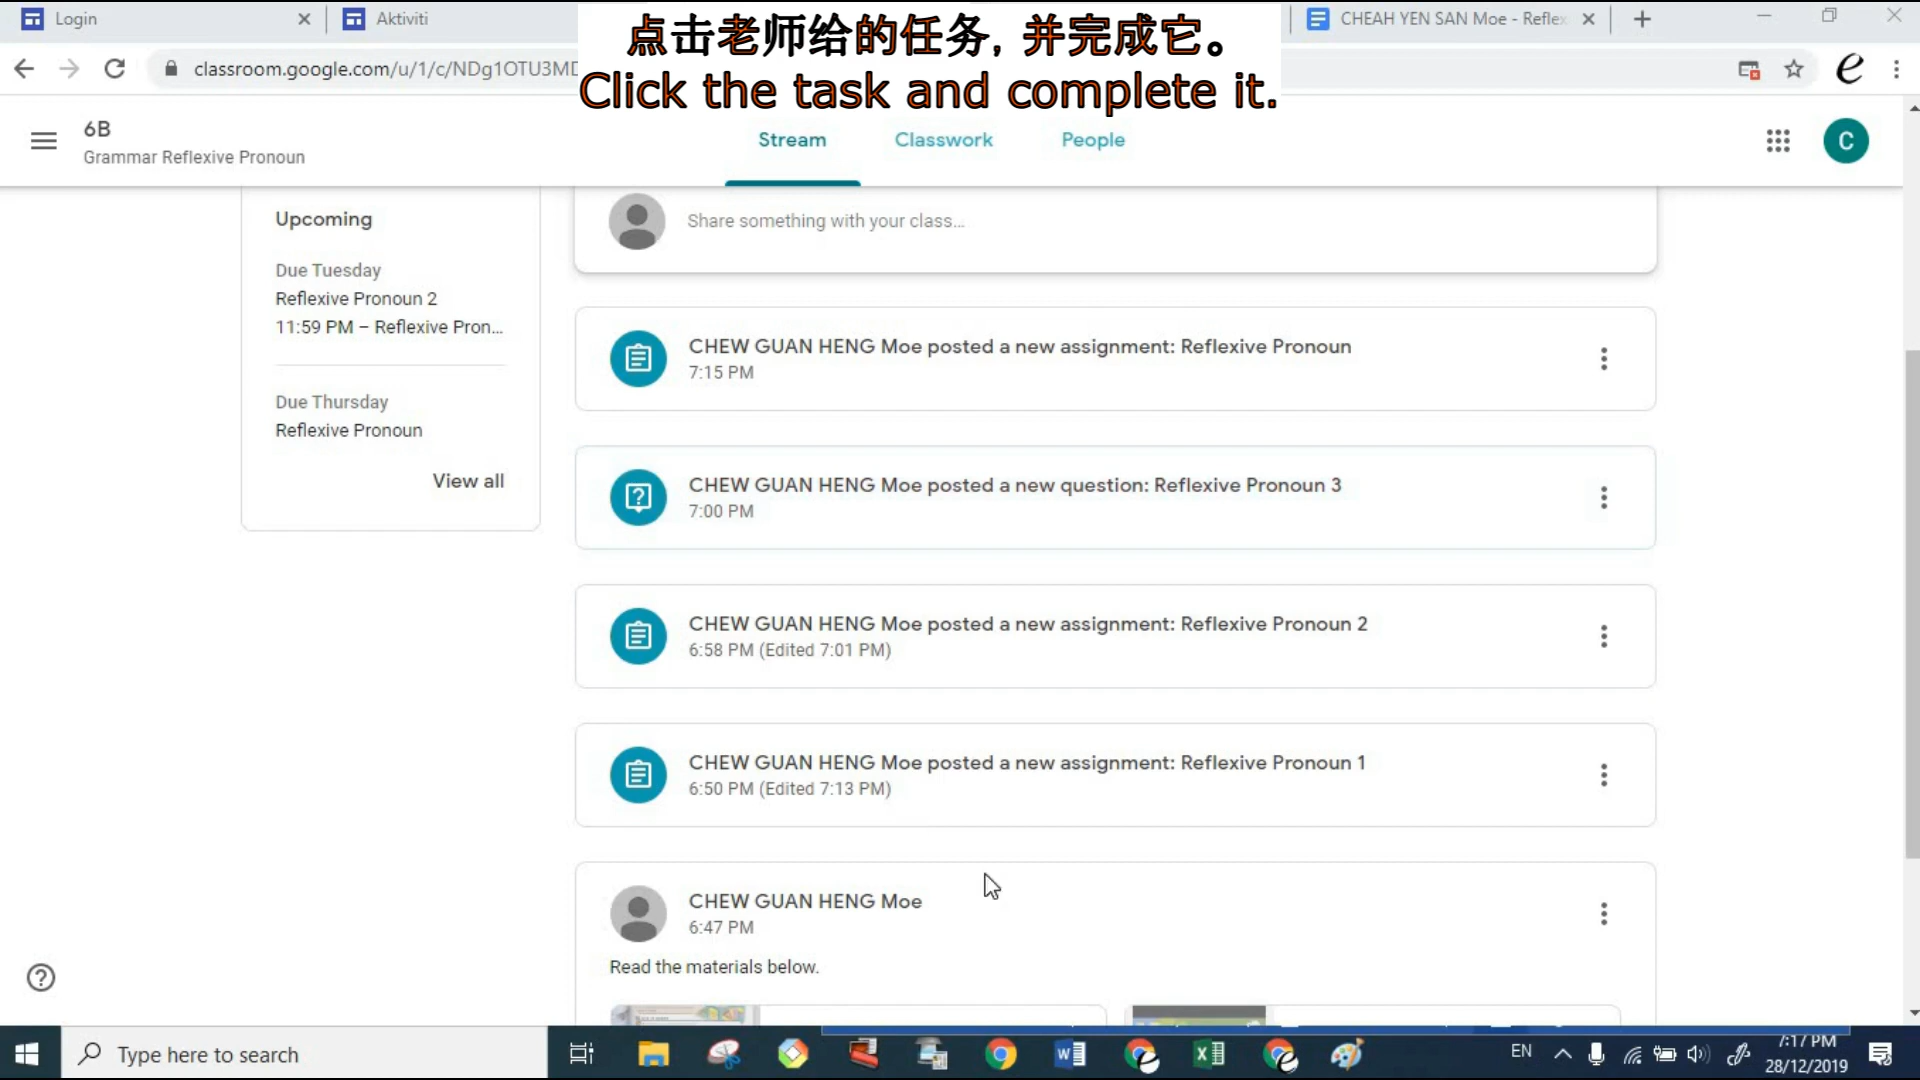 Login
Aktiviti
CHEAH YEN SAN Moe - Reflex
点击老师给的任务, 并完成它。
Click the task and complete it.
classroom.google.com/u/1/c/NDg1OTU3MD
6B
Grammar Reflexive Pronoun
Stream
Classwork
People
C
Upcoming
Due Tuesday
Reflexive Pronoun 2
11:59 PM – Reflexive Pron...
Due Thursday
Reflexive Pronoun
View all
Share something with your class...
CHEW GUAN HENG Moe posted a new assignment: Reflexive Pronoun
7:15 PM
CHEW GUAN HENG Moe posted a new question: Reflexive Pronoun 3
7:00 PM
CHEW GUAN HENG Moe posted a new assignment: Reflexive Pronoun 2
6:58 PM (Edited 7:01 PM)
CHEW GUAN HENG Moe posted a new assignment: Reflexive Pronoun 1
6:50 PM (Edited 7:13 PM)
CHEW GUAN HENG Moe
6:47 PM
Read the materials below.
Type here to search
EN
7:17 PM
28/12/2019